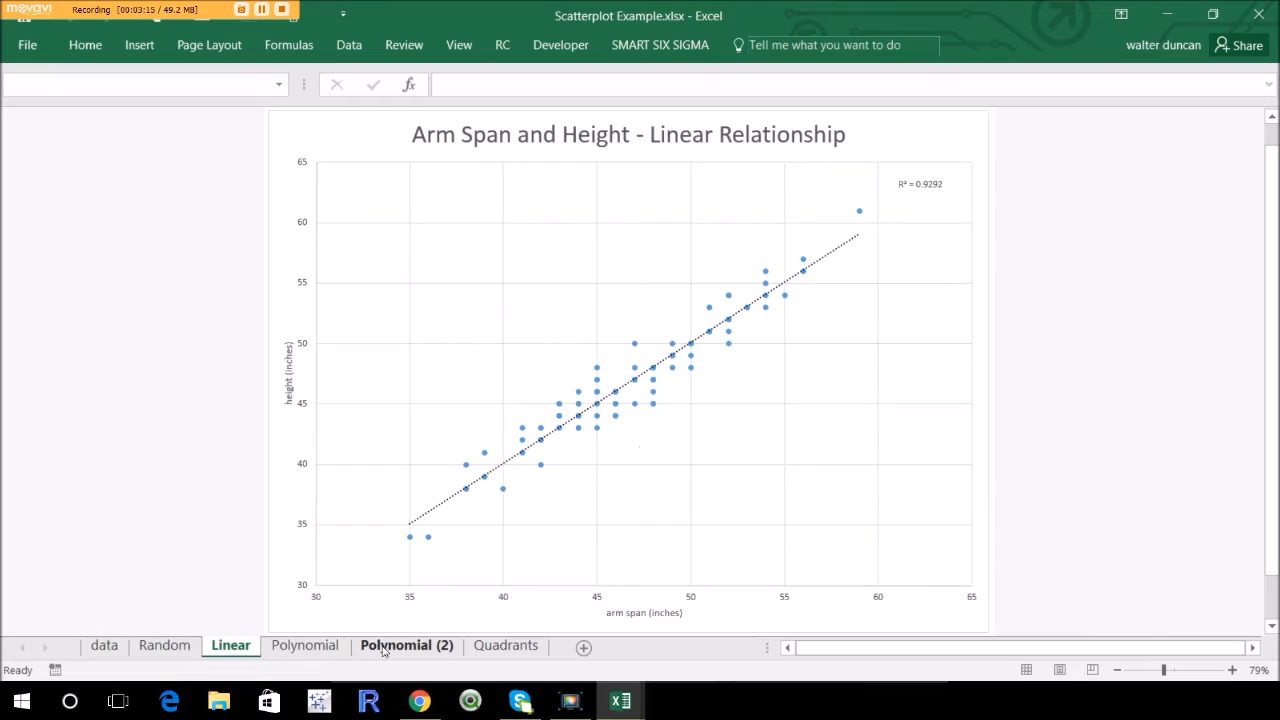 movavi
Recording [00:03:15 / 49.2 MB]
Scatterplot Example.xlsx - Excel
File Home Insert Page Layout Formulas Data Review View RC Developer SMART SIX SIGMA Tell me what you want to do walter duncan Share
fx
Arm Span and Height - Linear Relationship
65
R² = 0.9292
60
55
50
height (inches)
45
40
35
30
30 35 40 45 50 55 60 65
arm span (inches)
data Random Linear Polynomial Polynomial (2) Quadrants
Ready 79%